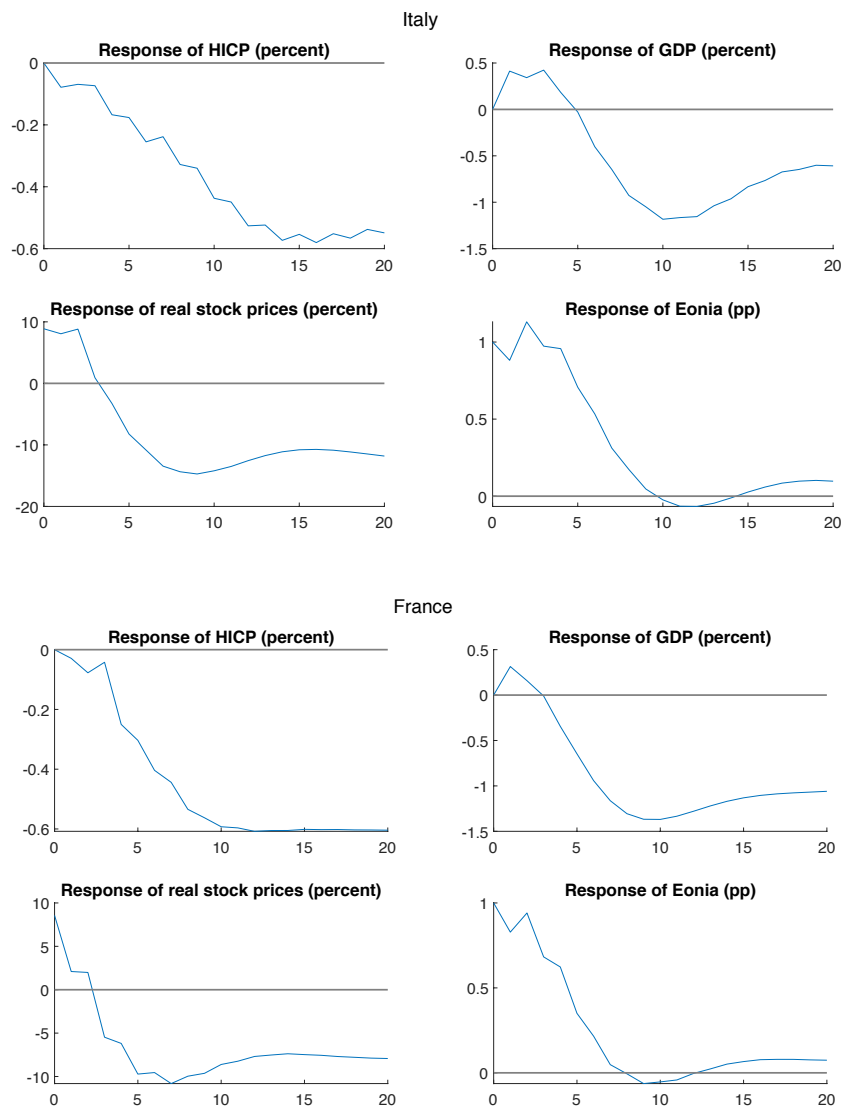 Italy
Response of HICP (percent)
0
-0.2
-0.4
-0.6
0 5 10 15 20
Response of GDP (percent)
0.5
0
-0.5
-1
-1.5
0 5 10 15 20
Response of real stock prices (percent)
10
0
-10
-20
0 5 10 15 20
Response of Eonia (pp)
1
0.5
0
0 5 10 15 20
France
Response of HICP (percent)
0
-0.2
-0.4
-0.6
0 5 10 15 20
Response of GDP (percent)
0.5
0
-0.5
-1
-1.5
0 5 10 15 20
Response of real stock prices (percent)
10
5
0
-5
-10
0 5 10 15 20
Response of Eonia (pp)
1
0.5
0
0 5 10 15 20